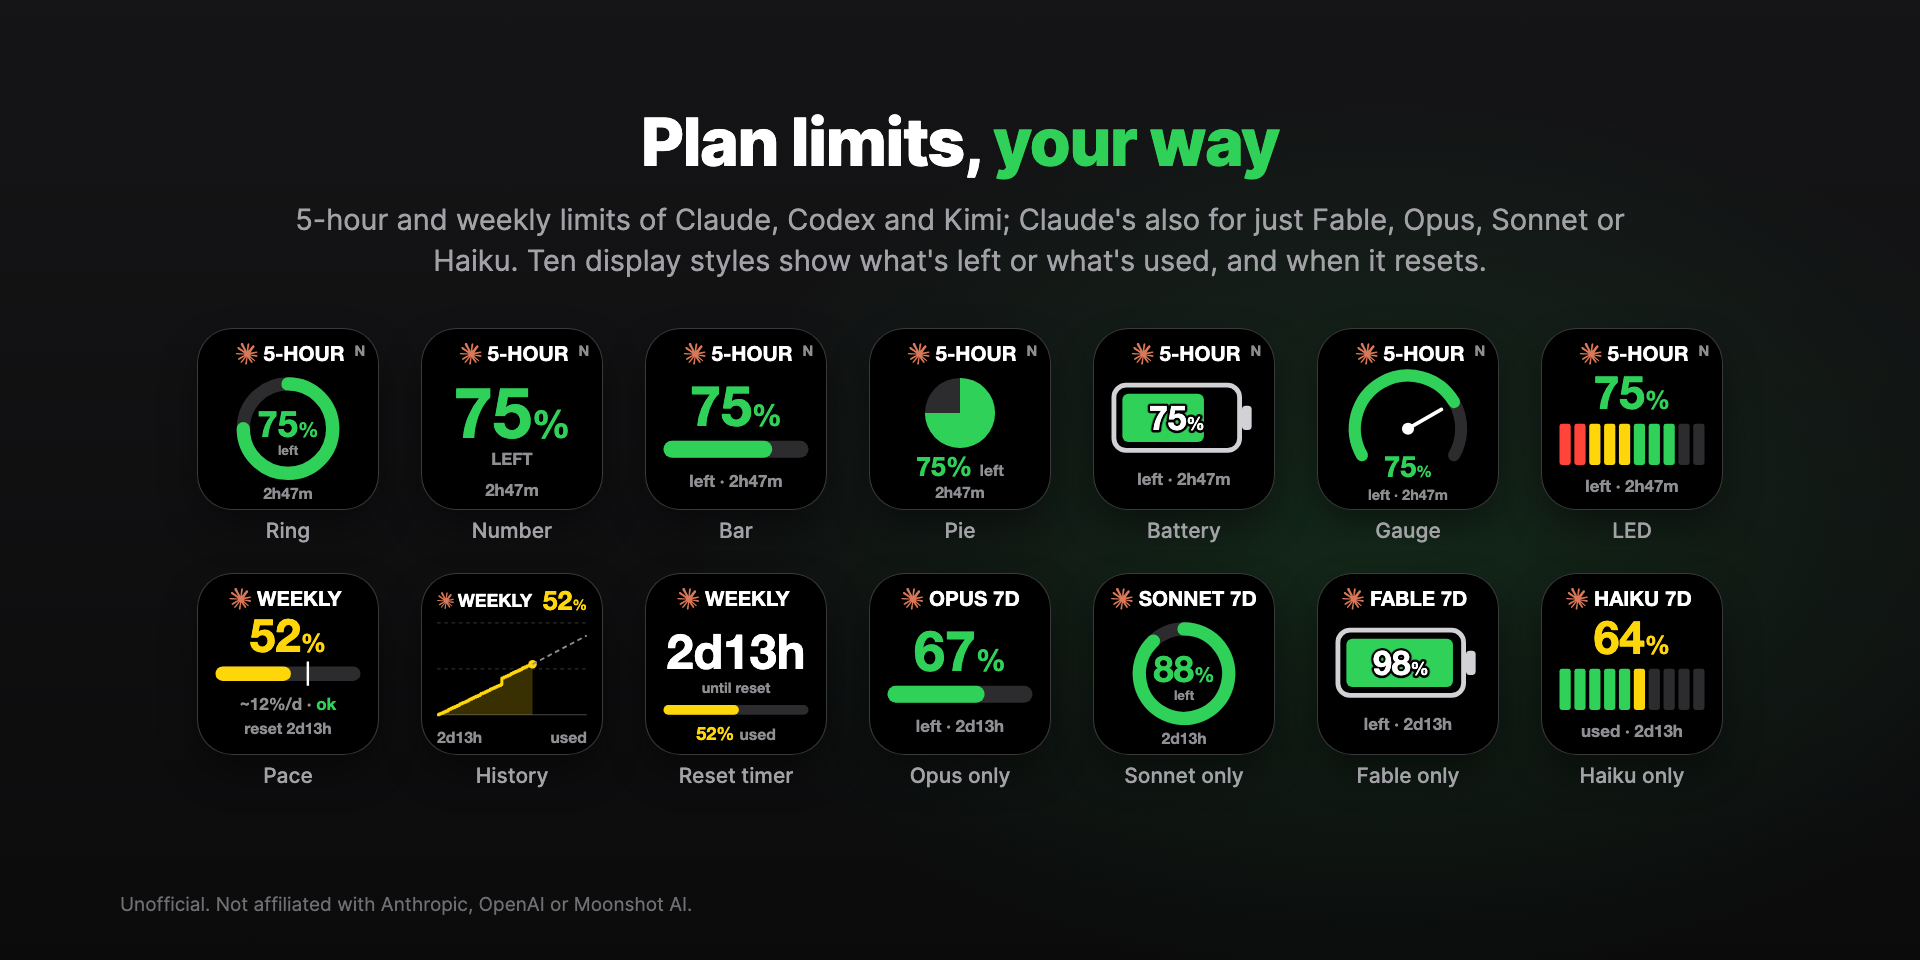 Plan limits, your way
5-hour and weekly limits of Claude, Codex and Kimi; Claude's also for just Fable, Opus, Sonnet or
Haiku. Ten display styles show what's left or what's used, and when it resets.
5-HOUR N
75%
left
2h47m
Ring
5-HOUR N
75%
LEFT
2h47m
Number
5-HOUR N
75%
left · 2h47m
Bar
5-HOUR N
75% left
2h47m
Pie
5-HOUR N
75%
left · 2h47m
Battery
5-HOUR N
75%
left · 2h47m
Gauge
5-HOUR N
75%
left · 2h47m
LED
WEEKLY
52%
~12%/d · ok
reset 2d13h
Pace
WEEKLY 52%
2d13h used
History
WEEKLY
2d13h
until reset
52% used
Reset timer
OPUS 7D
67%
left · 2d13h
Opus only
SONNET 7D
88%
left
2d13h
Sonnet only
FABLE 7D
98%
left · 2d13h
Fable only
HAIKU 7D
64%
used · 2d13h
Haiku only
Unofficial. Not affiliated with Anthropic, OpenAI or Moonshot AI.